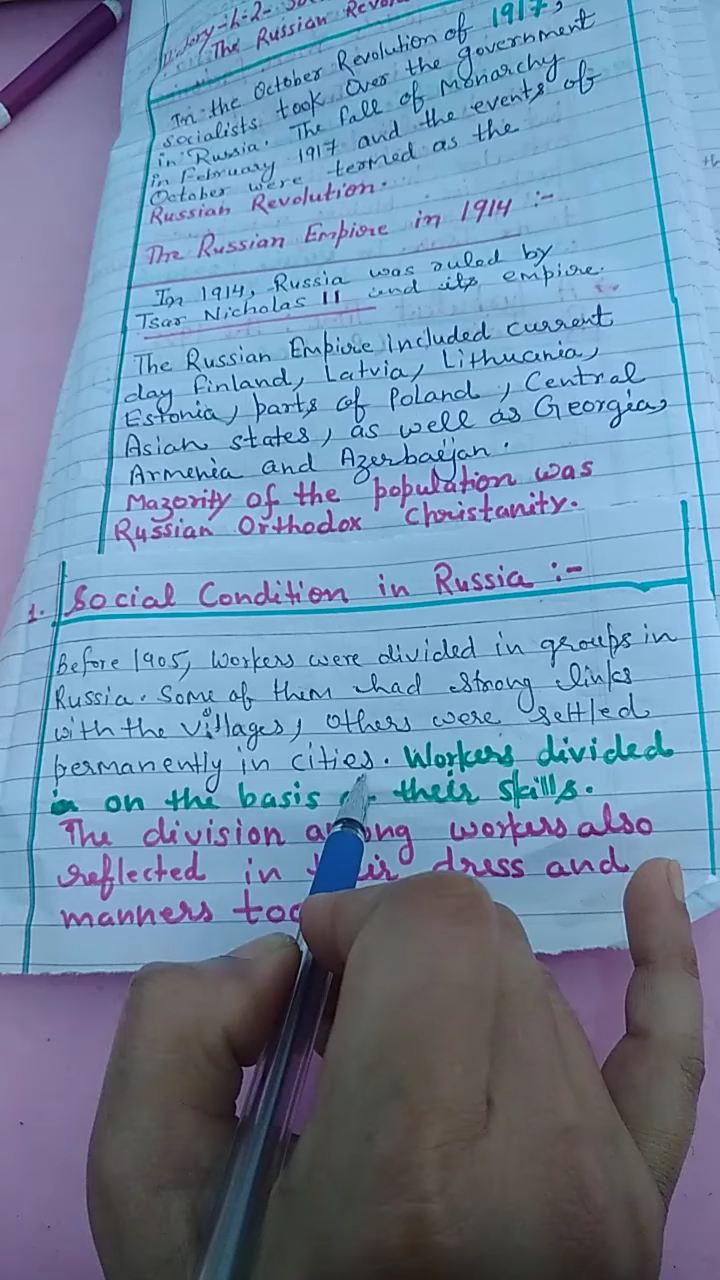 The Russian Revol
In the October Revolution of 1917,
socialists took over the government
in Russia. The fall of monarchy
in February 1917 and the events of
October were termed as the
Russian Revolution.
The Russian Empire in 1914 :-
In 1914, Russia was ruled by
Tsar Nicholas II and its empire.
The Russian Empire included current
day Finland, Latvia, Lithuania,
Estonia, parts of Poland, Central
Asian states, as well as Georgia,
Armenia and Azerbaijan.
Mazority of the population was
Russian Orthodox Christanity.
1. Social Condition in Russia :-
Before 1905, Workers were divided in groups in
Russia. Some of them had strong links
with the villages, others were settled
permanently in cities. Workers divided
on the basis their skills.
The division among workers also
reflected in dress and
manners too